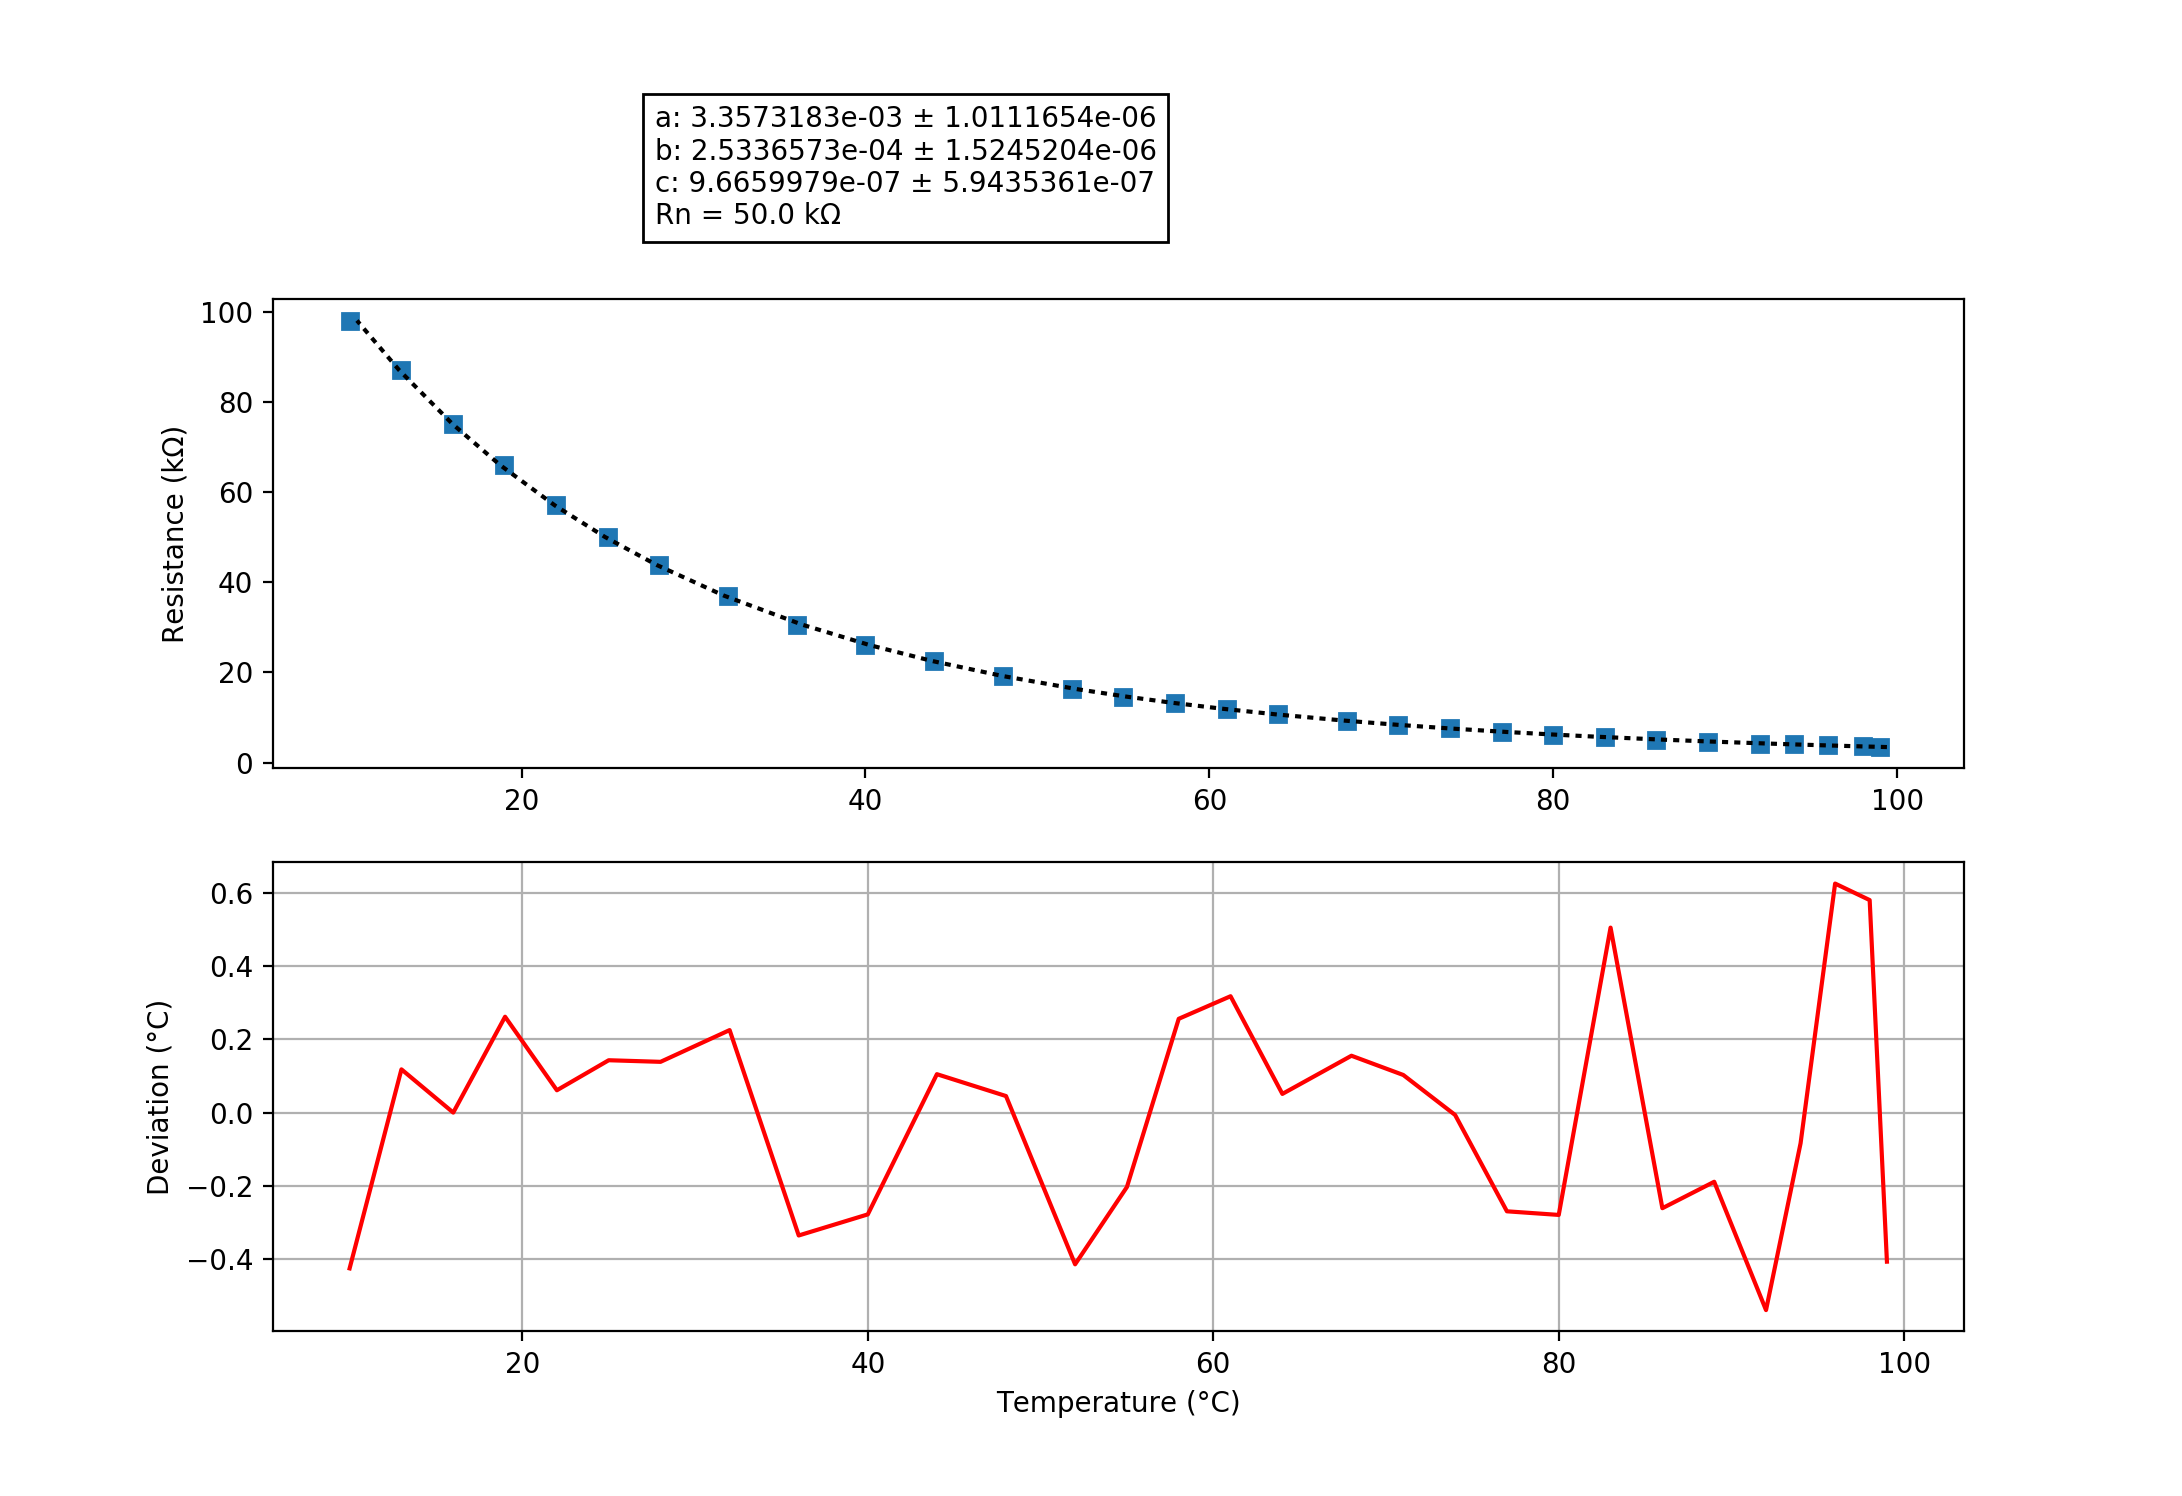 a: 3.3573183e-03 ± 1.0111654e-06
b: 2.5336573e-04 ± 1.5245204e-06
c: 9.6659979e-07 ± 5.9435361e-07
Rn = 50.0 kΩ
Resistance (kΩ)
100
80
60
40
20
0
20 40 60 80 100
Deviation (°C)
0.6
0.4
0.2
0.0
−0.2
−0.4
20 40 60 80 100
Temperature (°C)